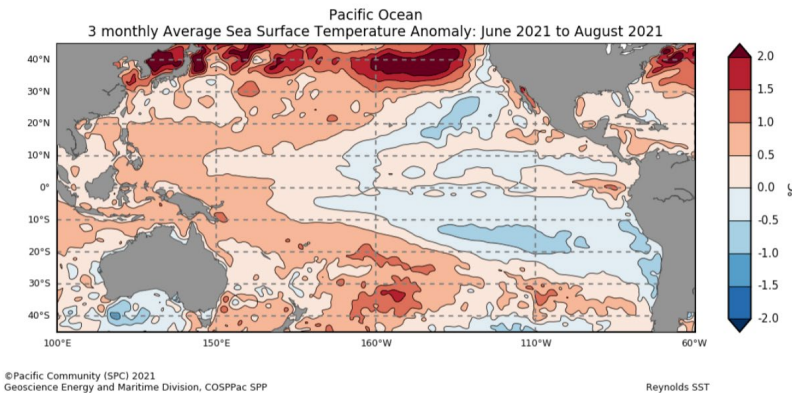 Pacific Ocean
3 monthly Average Sea Surface Temperature Anomaly: June 2021 to August 2021
40°N
30°N
20°N
10°N
0°
10°S
20°S
30°S
40°S
100°E
150°E
160°W
110°W
60°W
2.0
1.5
1.0
0.5
0.0
-0.5
-1.0
-1.5
-2.0
°C
©Pacific Community (SPC) 2021
Geoscience Energy and Maritime Division, COSPPac SPP
Reynolds SST